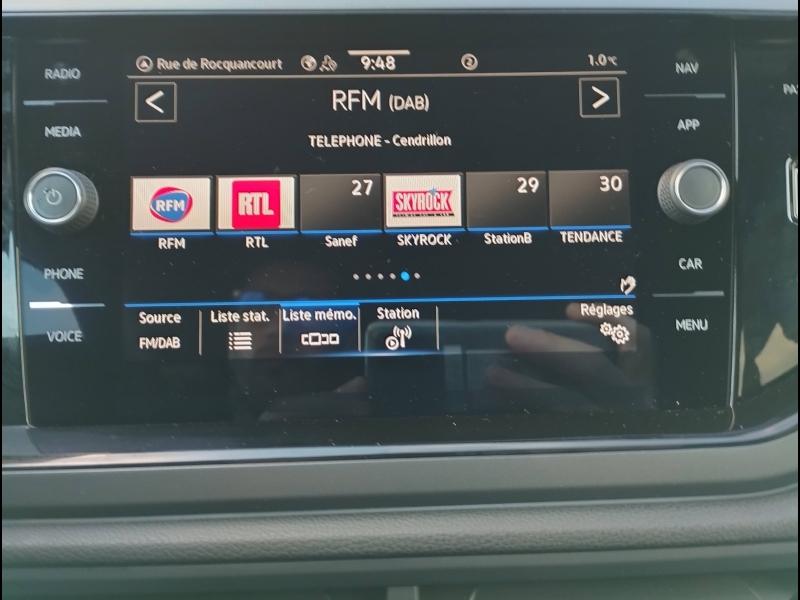 RADIO
MEDIA
PHONE
VOICE
Rue de Rocquancourt 9:48 2 1.0°C
< RFM (DAB) >
TELEPHONE - Cendrillon
RFM RTL 27 SKYROCK 29 30
RFM RTL Sanef SKYROCK StationB TENDANCE
Source Liste stat. Liste mémo. Station Réglages
FM/DAB
NAV
APP
CAR
MENU
PA